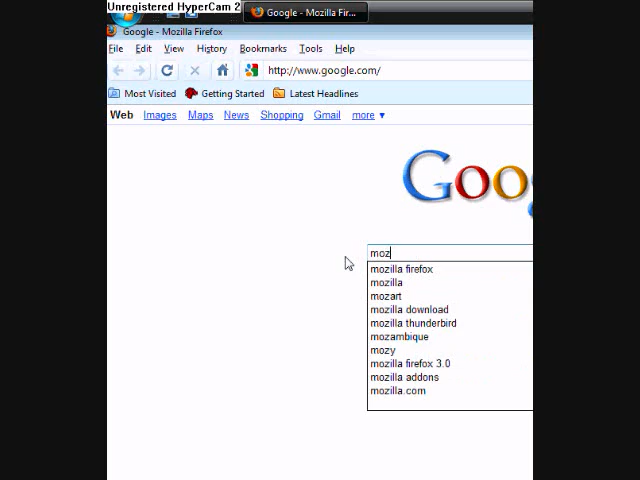 Unregistered HyperCam 2
Google - Mozilla Fir...
Google - Mozilla Firefox
File Edit View History Bookmarks Tools Help
http://www.google.com/
Most Visited Getting Started Latest Headlines
Web Images Maps News Shopping Gmail more ▼
Goo
moz
mozilla firefox
mozilla
mozart
mozilla download
mozilla thunderbird
mozambique
mozy
mozilla firefox 3.0
mozilla addons
mozilla.com